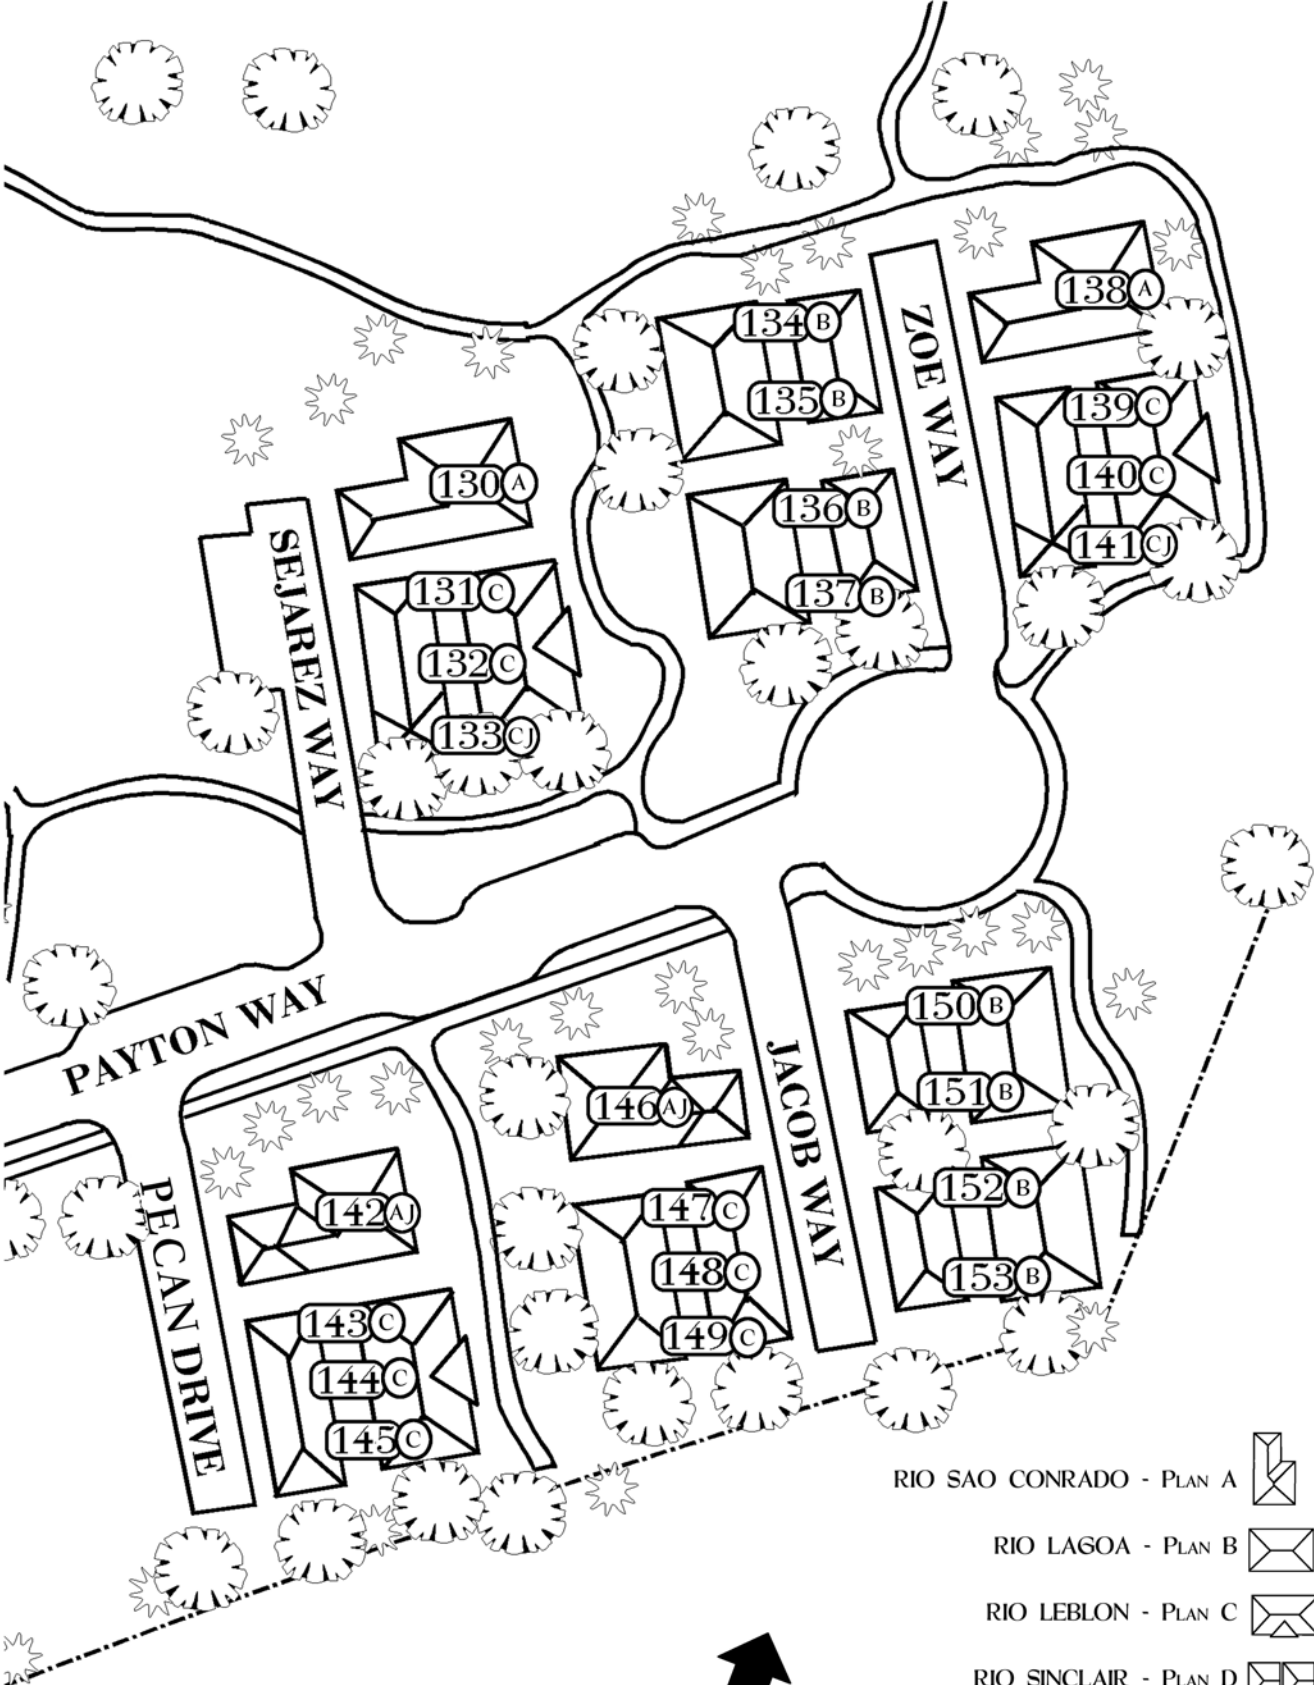 134 B
138 A
ZOE WAY
135 B
139 C
130 A
140 C
136 B
SEJAREZ WAY
141 CJ
131 C
137 B
132 C
133 CJ
PAYTON WAY
150 B
JACOB WAY
151 B
146 AJ
152 B
PECAN DRIVE
142 AJ
147 C
148 C
153 B
143 C
149 C
144 C
145 C
RIO SAO CONRADO - PLAN A
RIO LAGOA - PLAN B
RIO LEBLON - PLAN C
RIO SINCLAIR - PLAN D